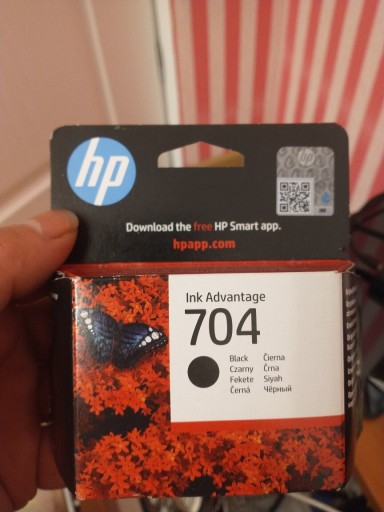 hp
Download the free HP Smart app.
hpapp.com
Ink Advantage
704
Black Čierna
Czarny Črna
Fekete Siyah
Černá Чёрный